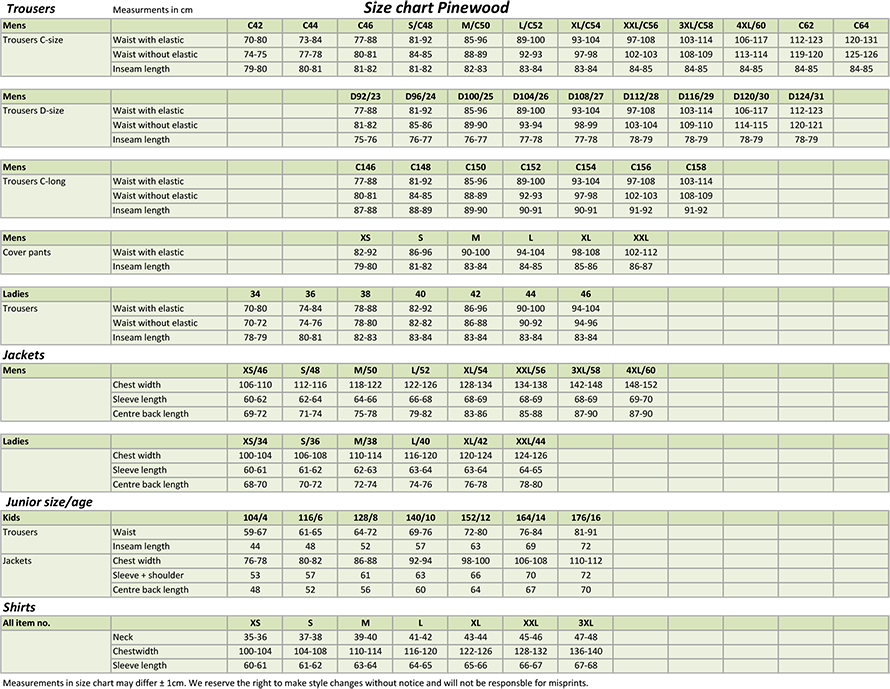 Trousers Measurments in cm Size chart Pinewood
Mens C42 C44 C46 S/C48 M/C50 L/C52 XL/C54 XXL/C56 3XL/C58 4XL/60 C62 C64
Trousers C-size Waist with elastic 70-80 73-84 77-88 81-92 85-96 89-100 93-104 97-108 103-114 106-117 112-123 120-131
Waist without elastic 74-75 77-78 80-81 84-85 88-89 92-93 97-98 102-103 108-109 113-114 119-120 125-126
Inseam length 79-80 80-81 81-82 81-82 82-83 83-84 83-84 84-85 84-85 84-85 84-85 84-85
Mens D92/23 D96/24 D100/25 D104/26 D108/27 D112/28 D116/29 D120/30 D124/31
Trousers D-size Waist with elastic 77-88 81-92 85-96 89-100 93-104 97-108 103-114 106-117 112-123
Waist without elastic 81-82 85-86 89-90 93-94 98-99 103-104 109-110 114-115 120-121
Inseam length 75-76 76-77 76-77 77-78 77-78 78-79 78-79 78-79 78-79
Mens C146 C148 C150 C152 C154 C156 C158
Trousers C-long Waist with elastic 77-88 81-92 85-96 89-100 93-104 97-108 103-114
Waist without elastic 80-81 84-85 88-89 92-93 97-98 102-103 108-109
Inseam length 87-88 88-89 89-90 90-91 90-91 91-92 91-92
Mens XS S M L XL XXL
Cover pants Waist with elastic 82-92 86-96 90-100 94-104 98-108 102-112
Inseam length 79-80 81-82 83-84 84-85 85-86 86-87
Ladies 34 36 38 40 42 44 46
Trousers Waist with elastic 70-80 74-84 78-88 82-92 86-96 90-100 94-104
Waist without elastic 70-72 74-76 78-80 82-82 86-88 90-92 94-96
Inseam length 78-79 80-81 82-83 83-84 83-84 83-84 83-84
Jackets
Mens XS/46 S/48 M/50 L/52 XL/54 XXL/56 3XL/58 4XL/60
Chest width 106-110 112-116 118-122 122-126 128-134 134-138 142-148 148-152
Sleeve length 60-62 62-64 64-66 66-68 68-69 68-69 68-69 69-70
Centre back length 69-72 71-74 75-78 79-82 83-86 85-88 87-90 87-90
Ladies XS/34 S/36 M/38 L/40 XL/42 XXL/44
Chest width 100-104 106-108 110-114 116-120 120-124 124-126
Sleeve length 60-61 61-62 62-63 63-64 63-64 64-65
Centre back length 68-70 70-72 72-74 74-76 76-78 78-80
Junior size/age
Kids 104/4 116/6 128/8 140/10 152/12 164/14 176/16
Trousers Waist 59-67 61-65 64-72 69-76 72-80 76-84 81-91
Inseam length 44 48 52 57 63 69 72
Jackets Chest width 76-78 80-82 86-88 92-94 98-100 106-108 110-112
Sleeve + shoulder 53 57 61 63 66 70 72
Centre back length 48 52 56 60 64 67 70
Shirts
All item no. XS S M L XL XXL 3XL
Neck 35-36 37-38 39-40 41-42 43-44 45-46 47-48
Chestwidth 100-104 104-108 110-114 116-120 122-126 128-132 136-140
Sleeve length 60-61 61-62 63-64 64-65 65-66 66-67 67-68
Measurements in size chart may differ ± 1cm. We reserve the right to make style changes without notice and will not be responsble for misprints.